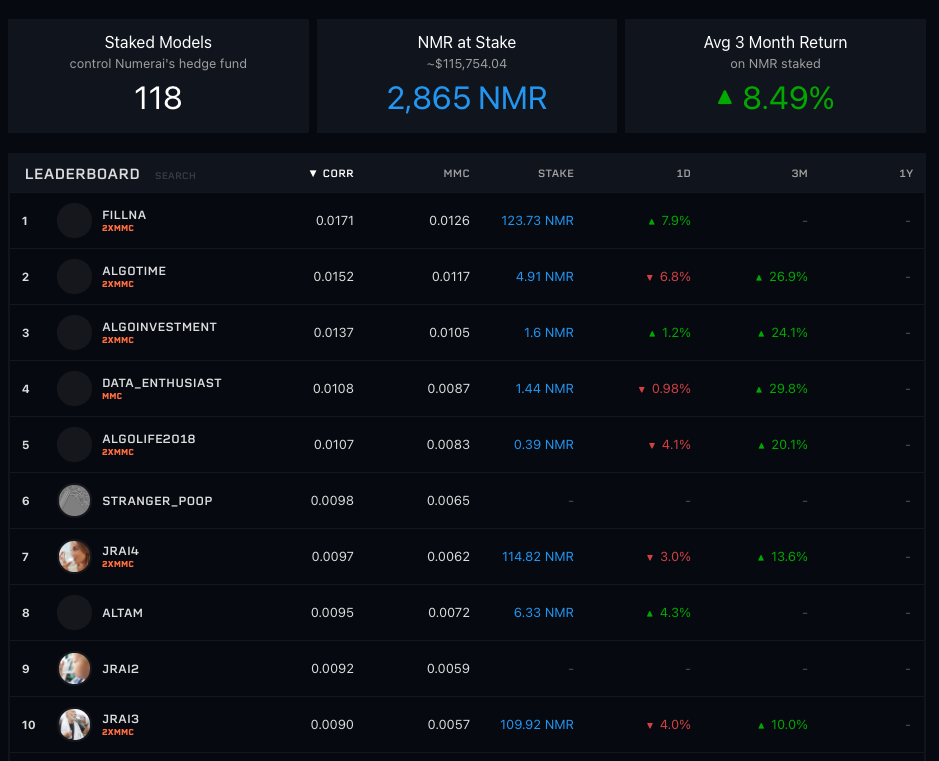 Staked Models
control Numerai's hedge fund
118
NMR at Stake
~$115,754.04
2,865 NMR
Avg 3 Month Return
on NMR staked
▲ 8.49%
LEADERBOARD SEARCH ▼ CORR MMC STAKE 1D 3M 1Y
1 FILLNA 0.0171 0.0126 123.73 NMR ▲ 7.9% - -
2XMMC
2 ALGOTIME 0.0152 0.0117 4.91 NMR ▼ 6.8% ▲ 26.9% -
2XMMC
3 ALGOINVESTMENT 0.0137 0.0105 1.6 NMR ▲ 1.2% ▲ 24.1% -
2XMMC
4 DATA_ENTHUSIAST 0.0108 0.0087 1.44 NMR ▼ 0.98% ▲ 29.8% -
MMC
5 ALGOLIFE2018 0.0107 0.0083 0.39 NMR ▼ 4.1% ▲ 20.1% -
2XMMC
6 STRANGER_POOP 0.0098 0.0065 - - - -
7 JRAI4 0.0097 0.0062 114.82 NMR ▼ 3.0% ▲ 13.6% -
2XMMC
8 ALTAM 0.0095 0.0072 6.33 NMR ▲ 4.3% - -
9 JRAI2 0.0092 0.0059 - - - -
10 JRAI3 0.0090 0.0057 109.92 NMR ▼ 4.0% ▲ 10.0% -
2XMMC